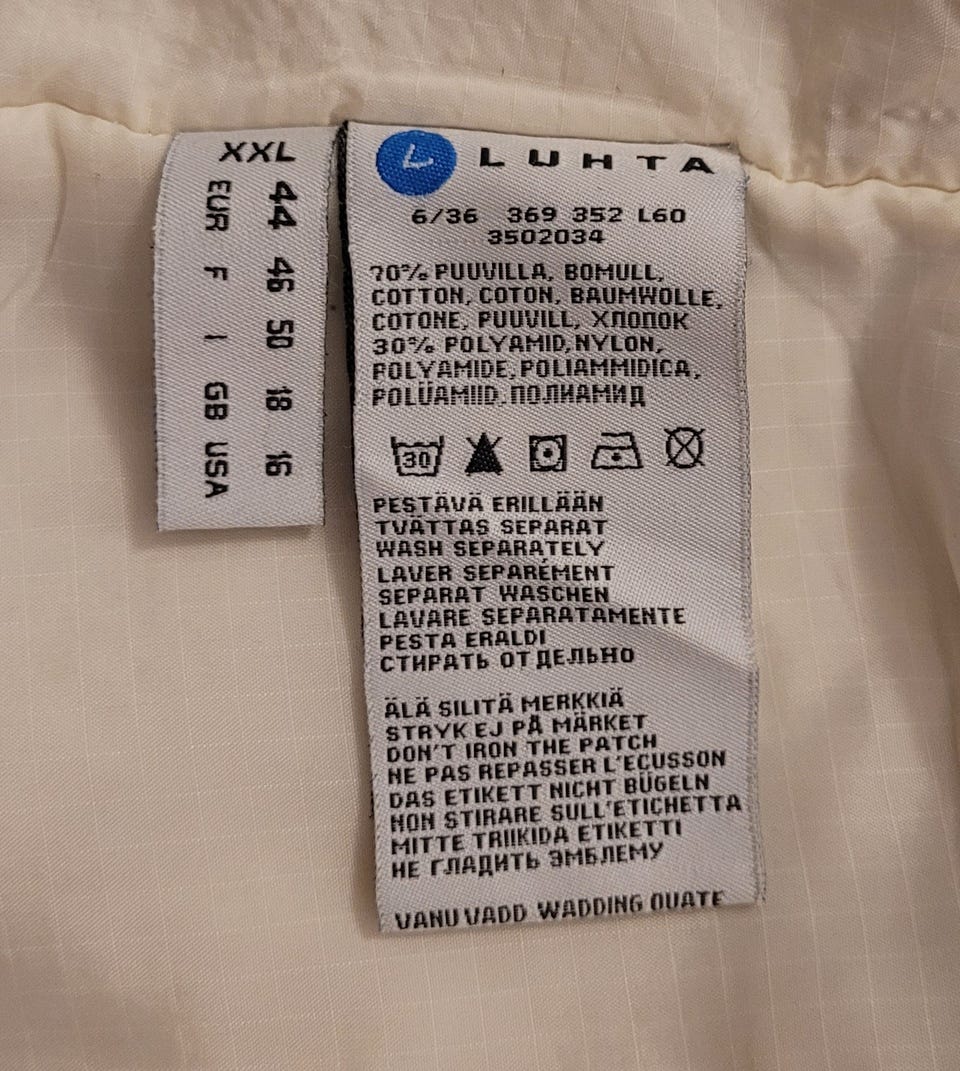 XXL
44 46 50 18 16
EUR F I GB USA
L LUHTA
6/36 369 352 L60
3502034
70% PUUVILLA, BOMULL,
COTTON, COTON, BAUMWOLLE,
COTONE, PUUVILL, ХЛОПОК
30% POLYAMID, NYLON,
POLYAMIDE, POLIAMMIDICA,
POLÜAMIID, ПОЛИАМИД
30
PESTÄVÄ ERILLÄÄN
TVÄTTAS SEPARAT
WASH SEPARATELY
LAVER SEPARÉMENT
SEPARAT WASCHEN
LAVARE SEPARATAMENTE
PESTA ERALDI
СТИРАТЬ ОТДЕЛЬНО
ÄLÄ SILITÄ MERKKIÄ
STRYK EJ PÅ MÄRKET
DON'T IRON THE PATCH
NE PAS REPASSER L'ECUSSON
DAS ETIKETT NICHT BÜGELN
NON STIRARE SULL'ETICHETTA
MITTE TRIIKIDA ETIKETTI
НЕ ГЛАДИТЬ ЭМБЛЕМУ
VANU VADD WADDING OUATE